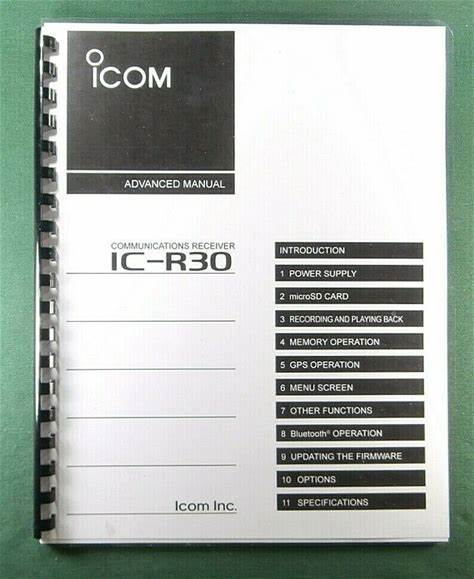 ICOM
ADVANCED MANUAL
COMMUNICATIONS RECEIVER
IC-R30
INTRODUCTION
1 POWER SUPPLY
2 microSD CARD
3 RECORDING AND PLAYING BACK
4 MEMORY OPERATION
5 GPS OPERATION
6 MENU SCREEN
7 OTHER FUNCTIONS
8 Bluetooth® OPERATION
9 UPDATING THE FIRMWARE
10 OPTIONS
11 SPECIFICATIONS
Icom Inc.